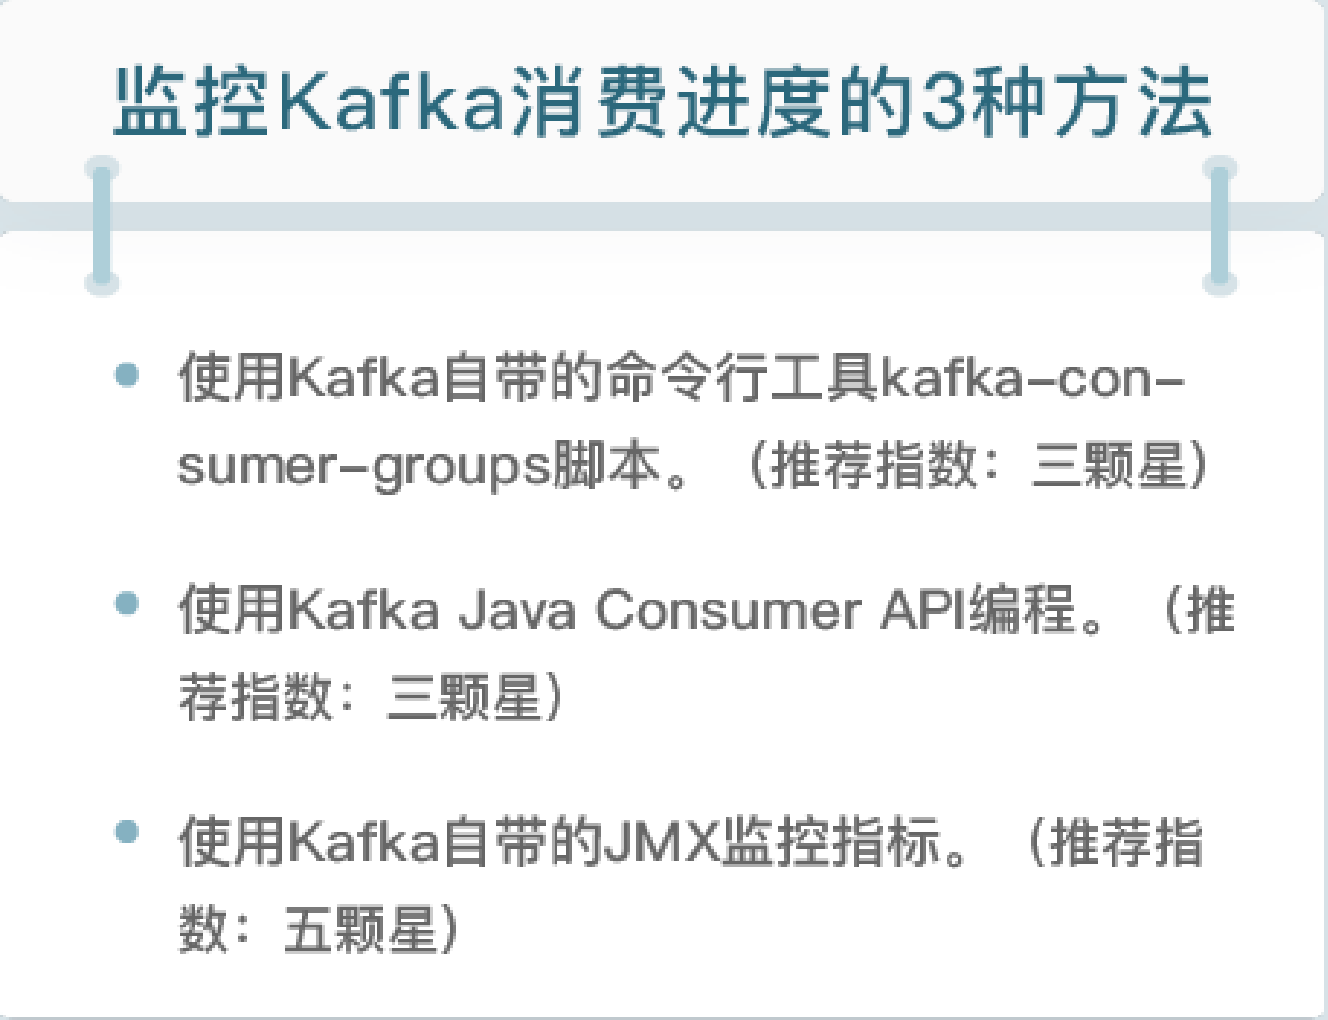 监控Kafka消费进度的3种方法
使用Kafka自带的命令行工具kafka-con-
sumer-groups脚本。（推荐指数：三颗星）
使用Kafka Java Consumer API编程。（推
荐指数：三颗星）
使用Kafka自带的JMX监控指标。（推荐指
数：五颗星）